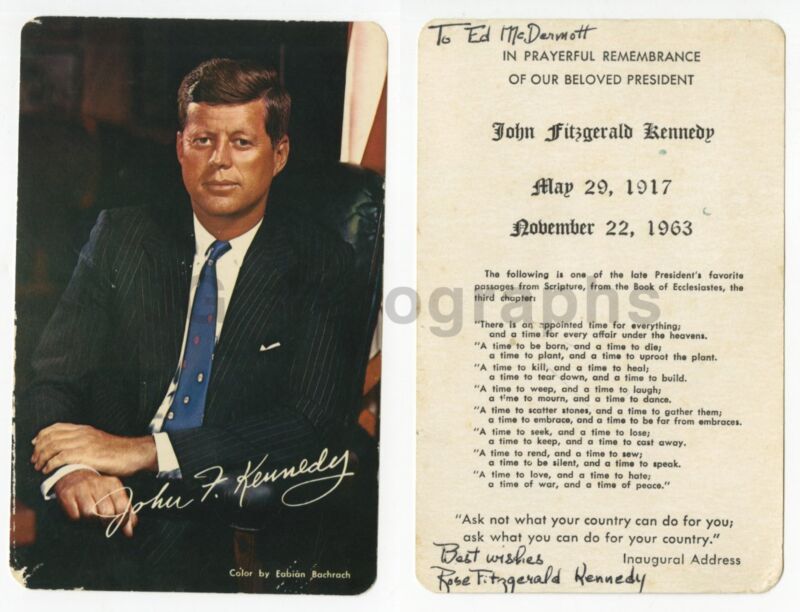 John F. Kennedy
Color by Fabian Bachrach
To Ed McDermott
IN PRAYERFUL REMEMBRANCE
OF OUR BELOVED PRESIDENT
John Fitzgerald Kennedy
May 29, 1917
November 22, 1963
The following is one of the late President's favorite
passages from Scripture, from the Book of Ecclesiastes, the
third chapter:
"There is an appointed time for everything;
and a time for every affair under the heavens.
"A time to be born, and a time to die;
a time to plant, and a time to uproot the plant.
"A time to kill, and a time to heal;
a time to tear down, and a time to build.
"A time to weep, and a time to laugh;
a time to mourn, and a time to dance.
"A time to scatter stones, and a time to gather them;
a time to embrace, and a time to be far from embraces.
"A time to seek, and a time to lose;
a time to keep, and a time to cast away.
"A time to rend, and a time to sew;
a time to be silent, and a time to speak.
"A time to love, and a time to hate;
a time of war, and a time of peace."
"Ask not what your country can do for you;
ask what you can do for your country."
Inaugural Address
Best wishes
Rose Fitzgerald Kennedy